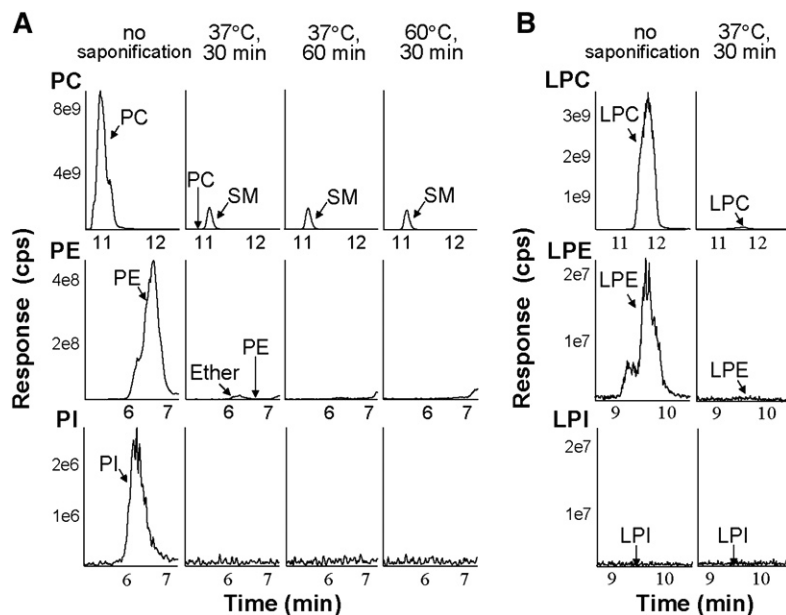 A
no saponification
37°C, 30 min
37°C, 60 min
60°C, 30 min
PC
8e9
4e9
PC
PC
SM
SM
SM
11 12
11 12
11 12
11 12
PE
4e8
2e8
PE
Ether
PE
6 7
6 7
6 7
6 7
PI
2e6
1e6
PI
6 7
6 7
6 7
6 7
Response (cps)
Time (min)
B
no saponification
37°C, 30 min
LPC
3e9
2e9
1e9
LPC
LPC
11 12
11 12
LPE
2e7
1e7
LPE
LPE
9 10
9 10
LPI
2e7
1e7
LPI
LPI
9 10
9 10
Response (cps)
Time (min)